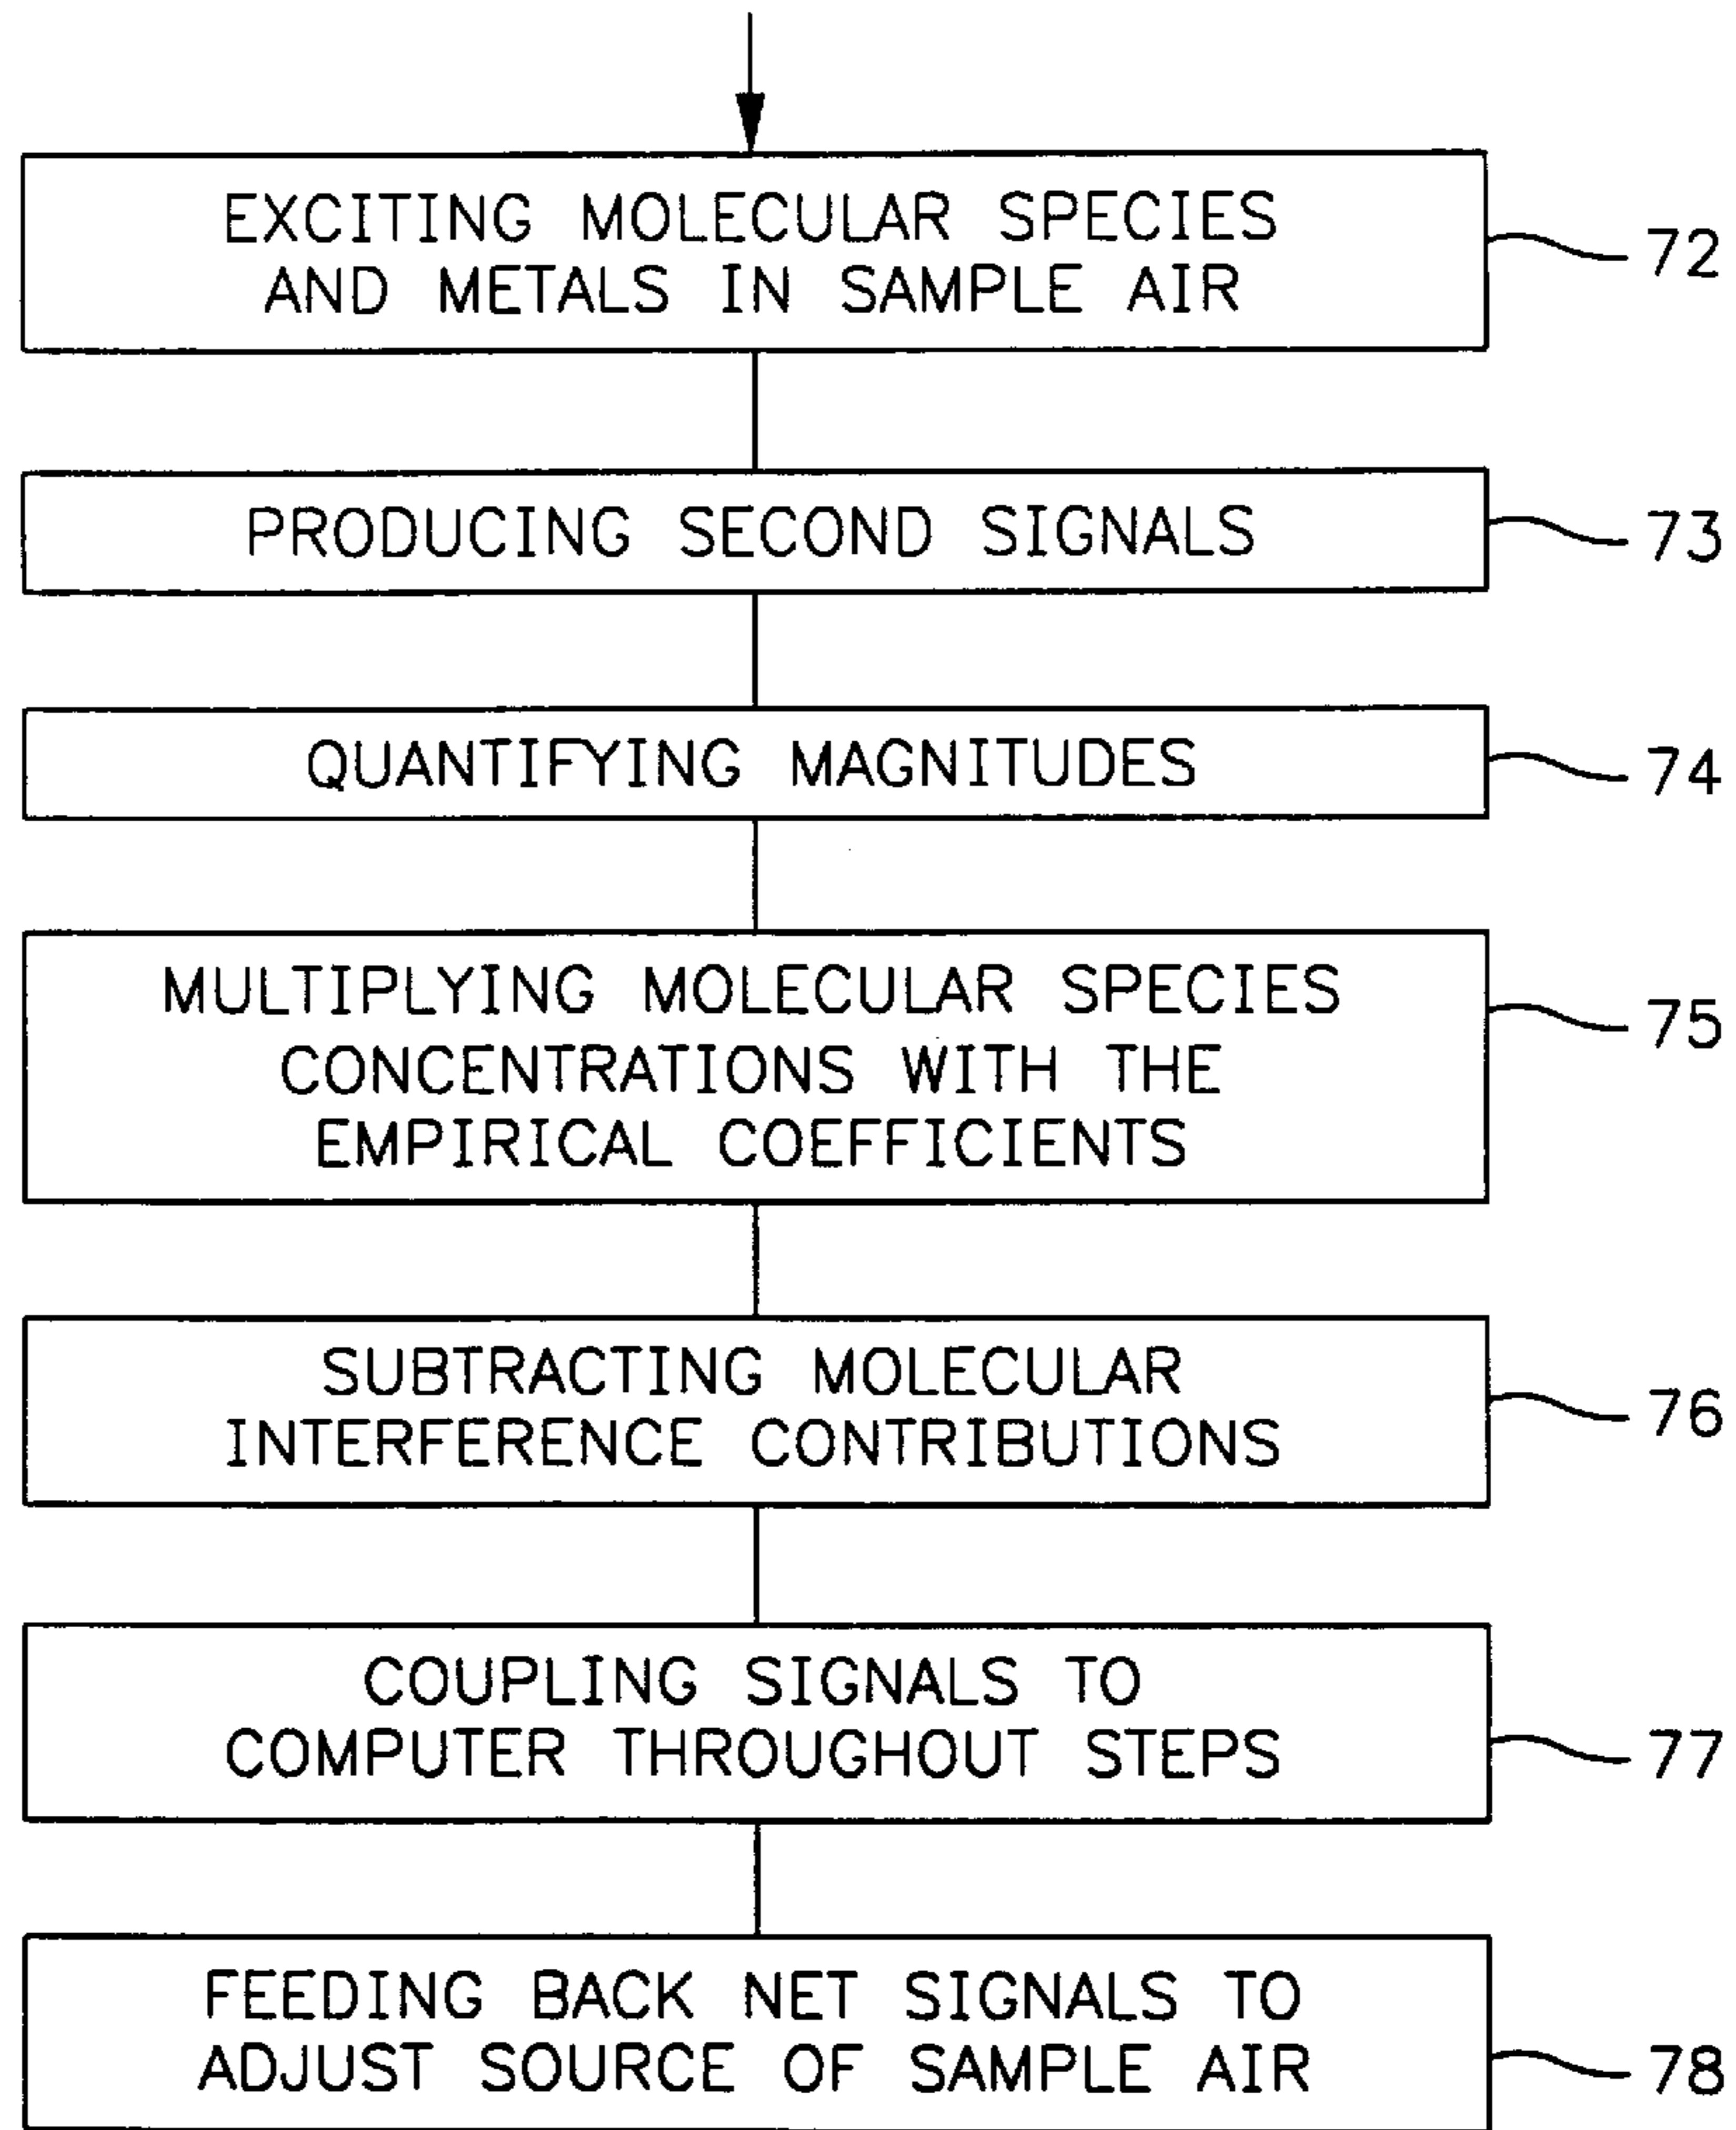 EXCITING MOLECULAR SPECIES
AND METALS IN SAMPLE AIR
72
PRODUCING SECOND SIGNALS
73
QUANTIFYING MAGNITUDES
74
MULTIPLYING MOLECULAR SPECIES
CONCENTRATIONS WITH THE
EMPIRICAL COEFFICIENTS
75
SUBTRACTING MOLECULAR
INTERFERENCE CONTRIBUTIONS
76
COUPLING SIGNALS TO
COMPUTER THROUGHOUT STEPS
77
FEEDING BACK NET SIGNALS TO
ADJUST SOURCE OF SAMPLE AIR
78